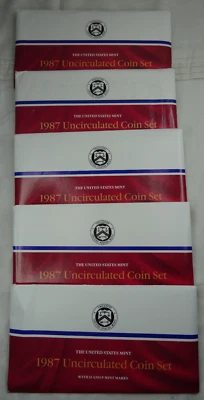 THE UNITED STATES MINT
1987 Uncirculated Coin Set
THE UNITED STATES MINT
1987 Uncirculated Coin Set
THE UNITED STATES MINT
1987 Uncirculated Coin Set
THE UNITED STATES MINT
1987 Uncirculated Coin Set
THE UNITED STATES MINT
1987 Uncirculated Coin Set
WITH D AND P MINT MARKS